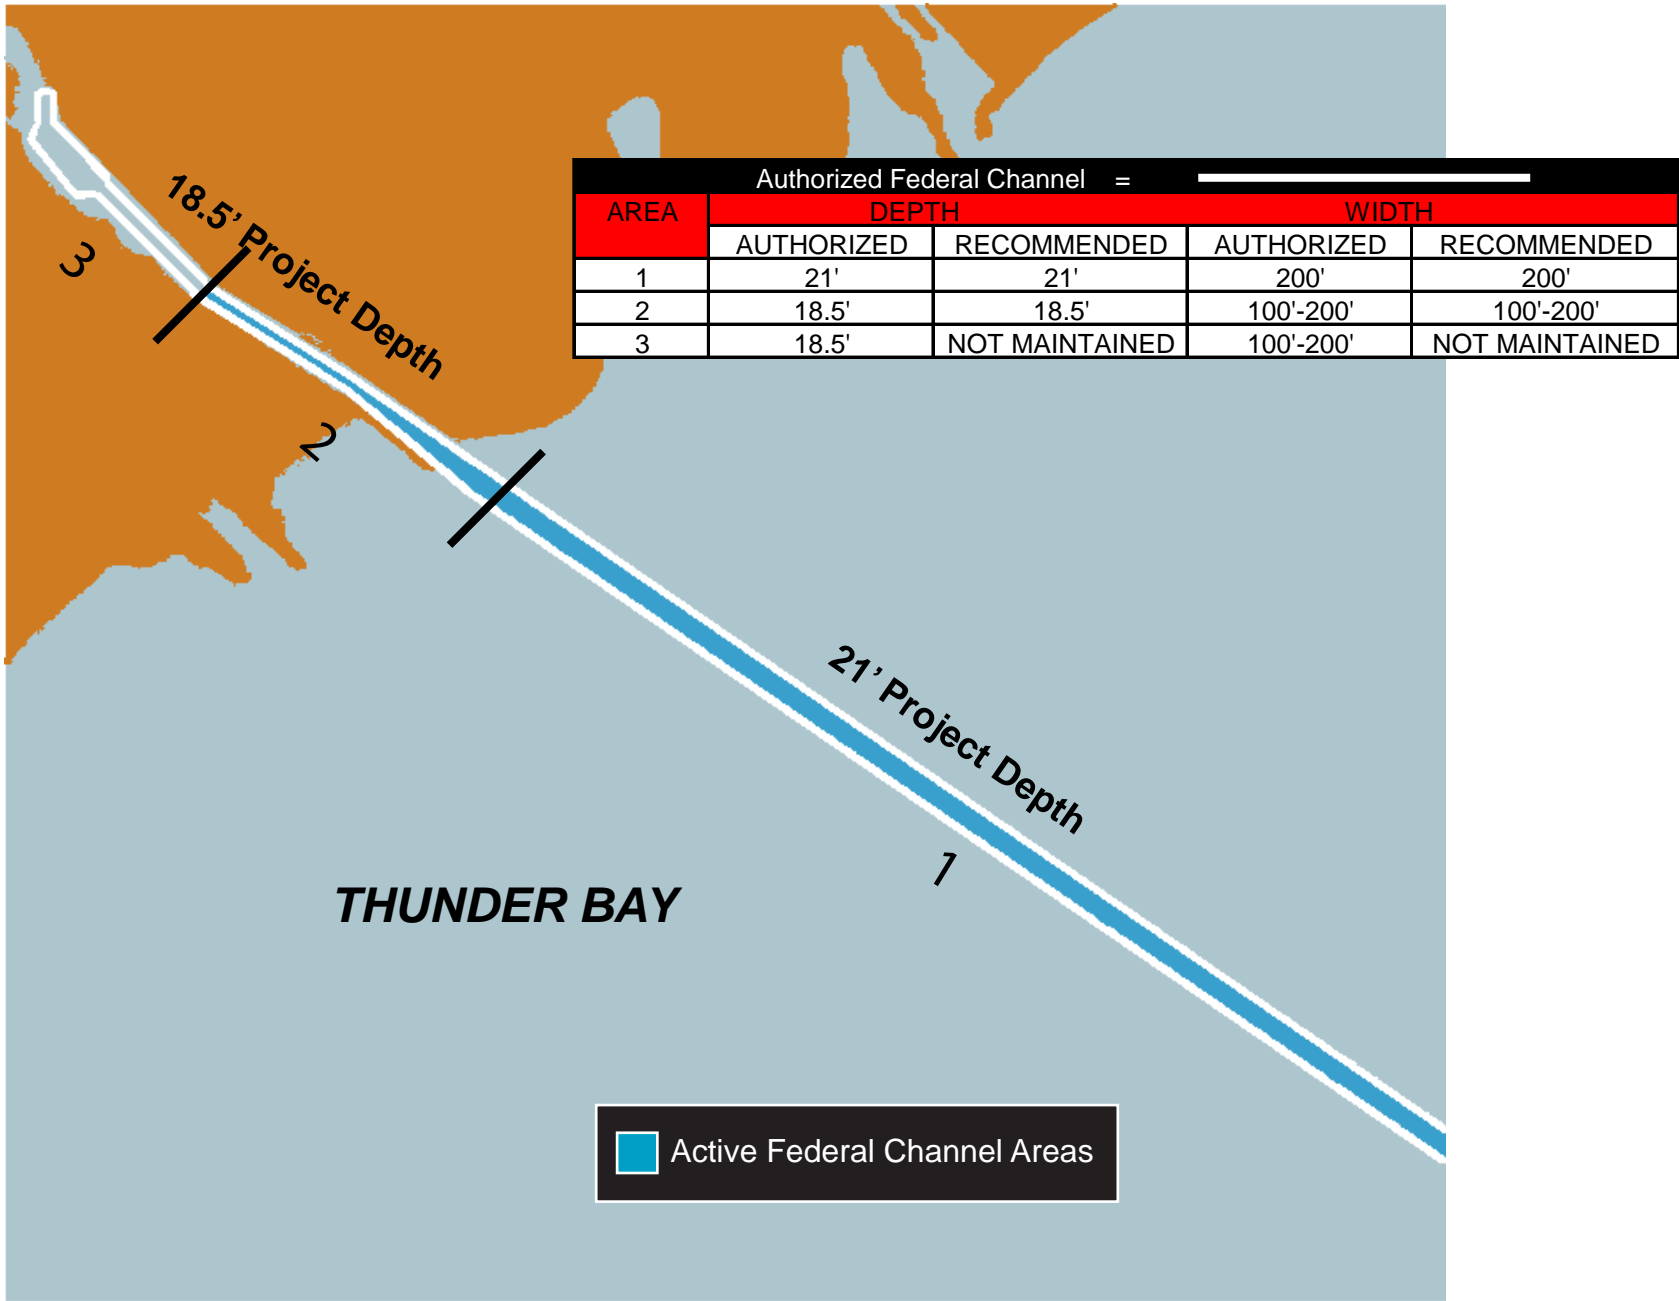 Authorized Federal Channel =
AREA DEPTH WIDTH
AUTHORIZED RECOMMENDED AUTHORIZED RECOMMENDED
1 21' 21' 200' 200'
2 18.5' 18.5' 100'-200' 100'-200'
3 18.5' NOT MAINTAINED 100'-200' NOT MAINTAINED
18.5’ Project Depth
3
2
21’ Project Depth
1
THUNDER BAY
Active Federal Channel Areas